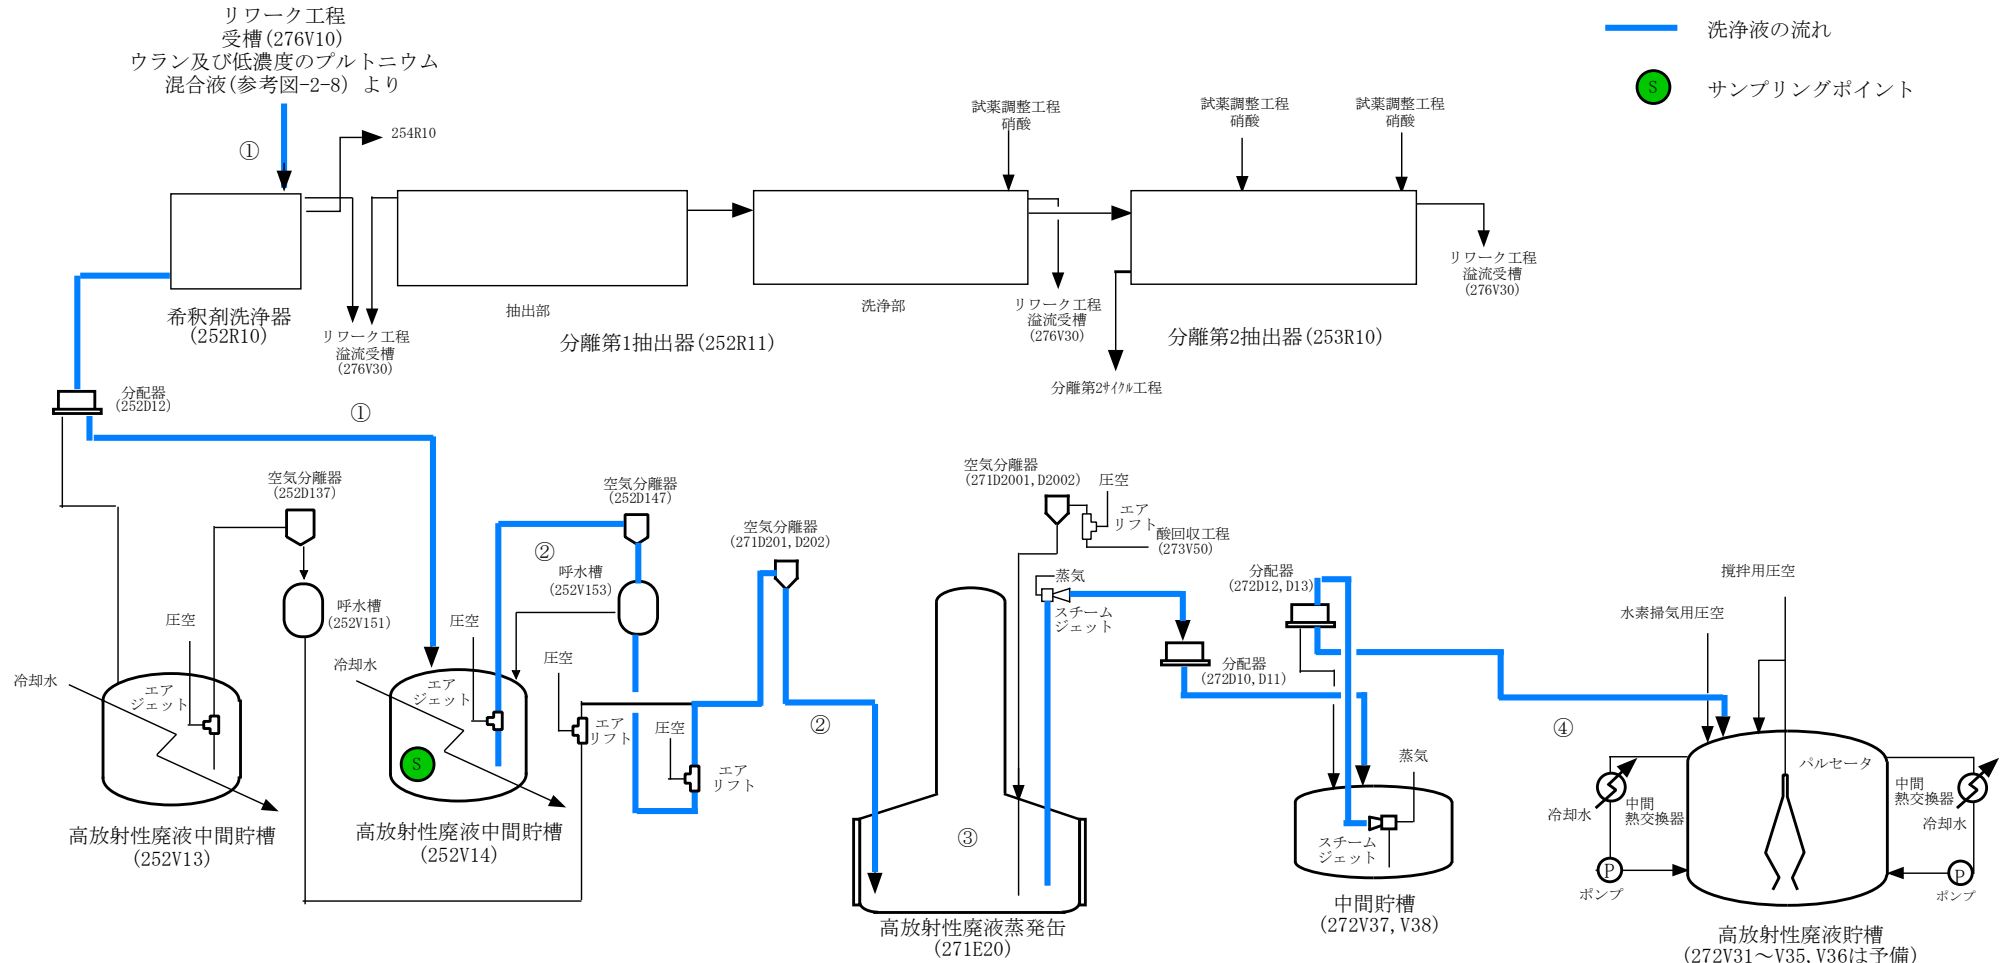 リワーク工程
受槽(276V10)
ウラン及び低濃度のプルトニウム
混合液(参考図-2-8) より
洗浄液の流れ
S
サンプリングポイント
①
254R10
試薬調整工程
硝酸
試薬調整工程
硝酸
試薬調整工程
硝酸
希釈剤洗浄器
(252R10)
リワーク工程
溢流受槽
(276V30)
抽出部
分離第1抽出器(252R11)
洗浄部
リワーク工程
溢流受槽
(276V30)
分離第2抽出器(253R10)
リワーク工程
溢流受槽
(276V30)
分離第2サイクル工程
分配器
(252D12)
①
空気分離器
(252D137)
空気分離器
(252D147)
②
空気分離器
(271D201,D202)
空気分離器
(271D2001,D2002)
圧空
エア
リフト
酸回収工程
(273V50)
蒸気
スチーム
ジェット
呼水槽
(252V151)
呼水槽
(252V153)
圧空
圧空
圧空
冷却水
冷却水
エア
ジェット
エア
ジェット
S
エア
リフト
圧空
エア
リフト
②
③
分配器
(272D10,D11)
分配器
(272D12,D13)
撹拌用圧空
水素掃気用圧空
④
蒸気
スチーム
ジェット
パルセータ
中間
熱交換器
冷却水
中間
熱交換器
冷却水
P
ポンプ
P
ポンプ
高放射性廃液中間貯槽
(252V13)
高放射性廃液中間貯槽
(252V14)
高放射性廃液蒸発缶
(271E20)
中間貯槽
(272V37,V38)
高放射性廃液貯槽
(272V31～V35,V36は予備)